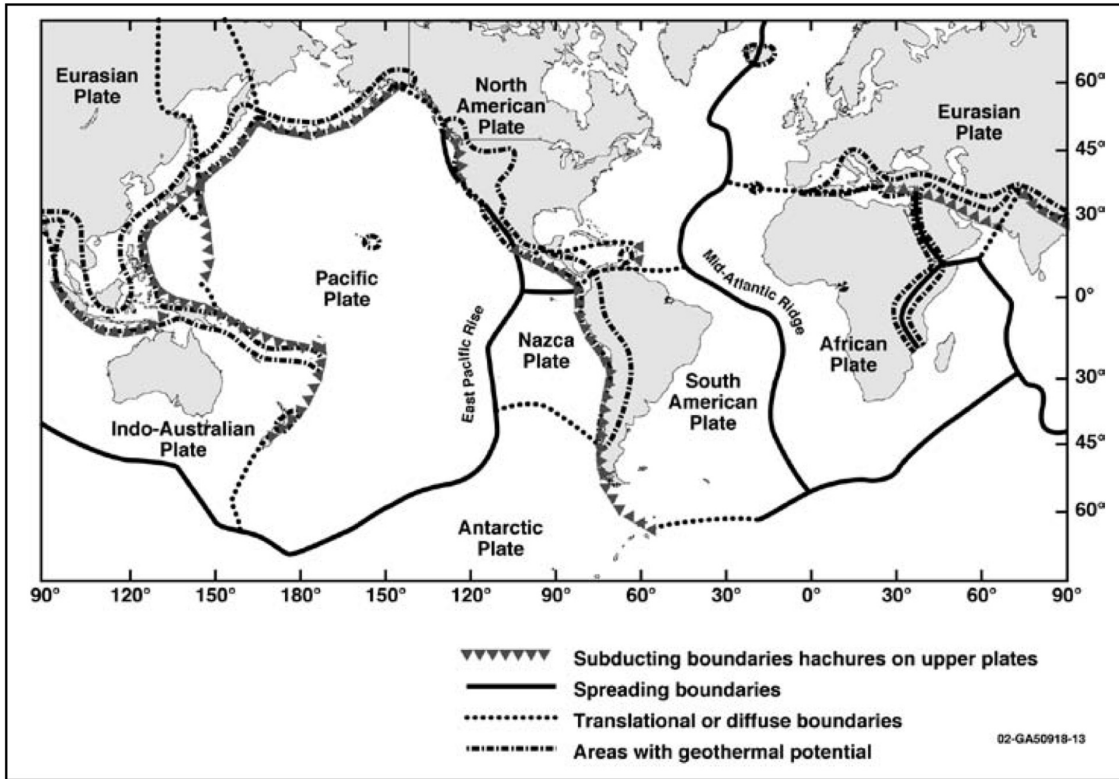 Eurasian
Plate
North
American
Plate
Eurasian
Plate
60°
45°
30°
0°
30°
45°
60°
Pacific
Plate
East Pacific Rise
Nazca
Plate
Mid-Atlantic Ridge
African
Plate
South
American
Plate
Indo-Australian
Plate
Antarctic
Plate
90° 120° 150° 180° 150° 120° 90° 60° 30° 0° 30° 60° 90°
Subducting boundaries hachures on upper plates
Spreading boundaries
Translational or diffuse boundaries
Areas with geothermal potential
02-GA50918-13